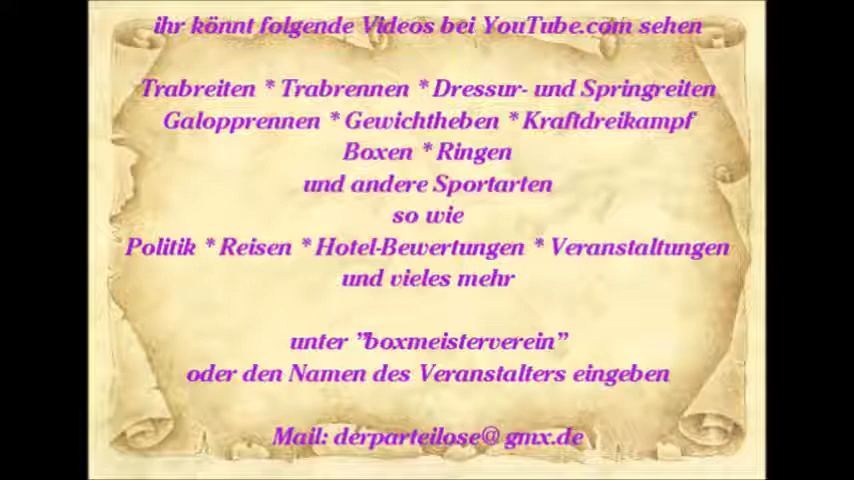 ihr könnt folgende Videos bei YouTube.com sehen
Trabreiten * Trabrennen * Dressur- und Springreiten
Galopprennen * Gewichtheben * Kraftdreikampf
Boxen * Ringen
und andere Sportarten
so wie
Politik * Reisen * Hotel-Bewertungen * Veranstaltungen
und vieles mehr
unter "boxmeisterverein"
oder den Namen des Veranstalters eingeben
Mail: derparteilose@gmx.de